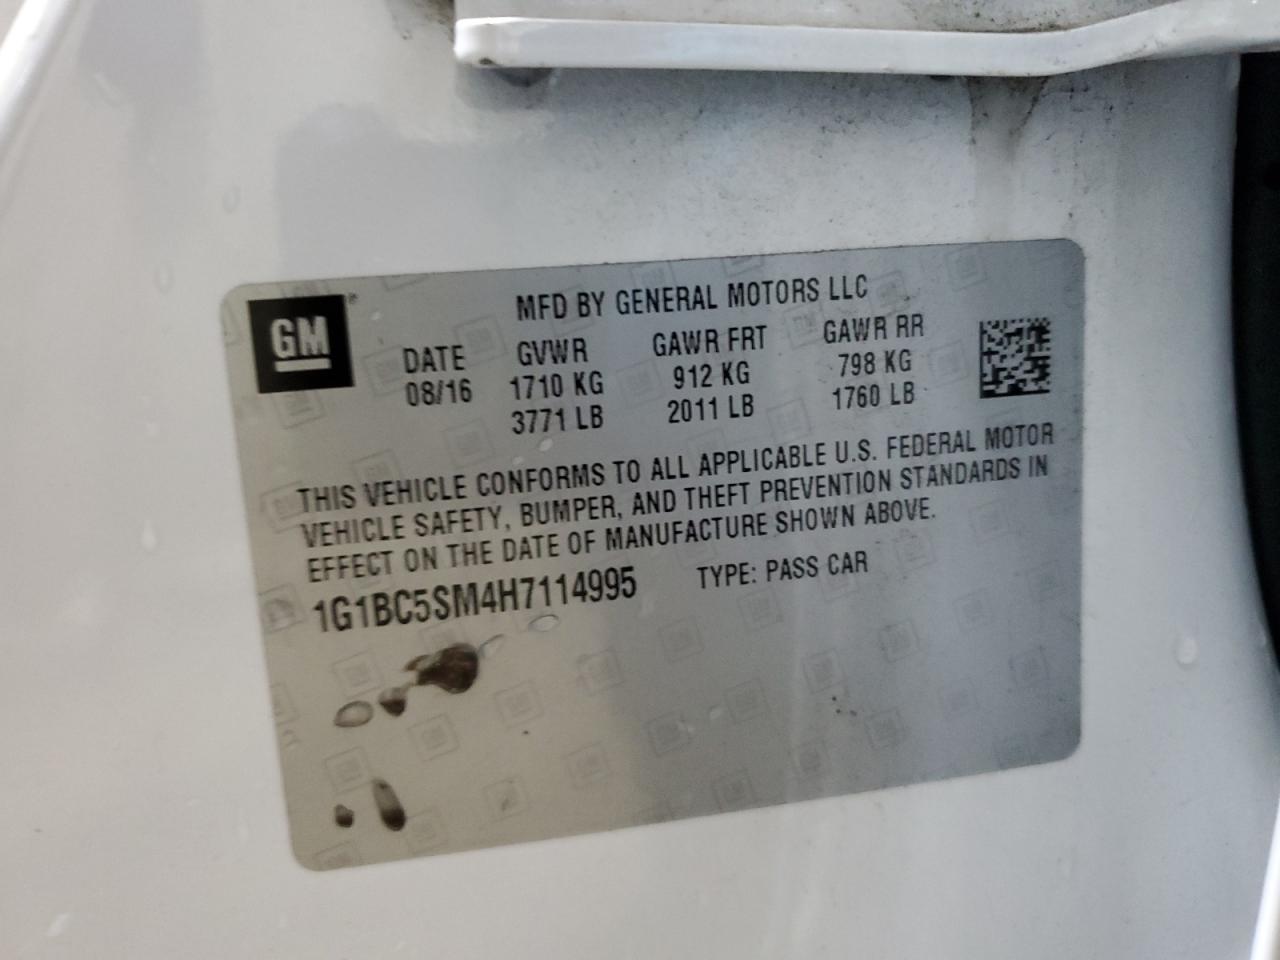 GM
MFD BY GENERAL MOTORS LLC
DATE GVWR GAWR FRT GAWR RR
08/16 1710 KG 912 KG 798 KG
3771 LB 2011 LB 1760 LB
THIS VEHICLE CONFORMS TO ALL APPLICABLE U.S. FEDERAL MOTOR
VEHICLE SAFETY, BUMPER, AND THEFT PREVENTION STANDARDS IN
EFFECT ON THE DATE OF MANUFACTURE SHOWN ABOVE.
1G1BC5SM4H7114995 TYPE: PASS CAR